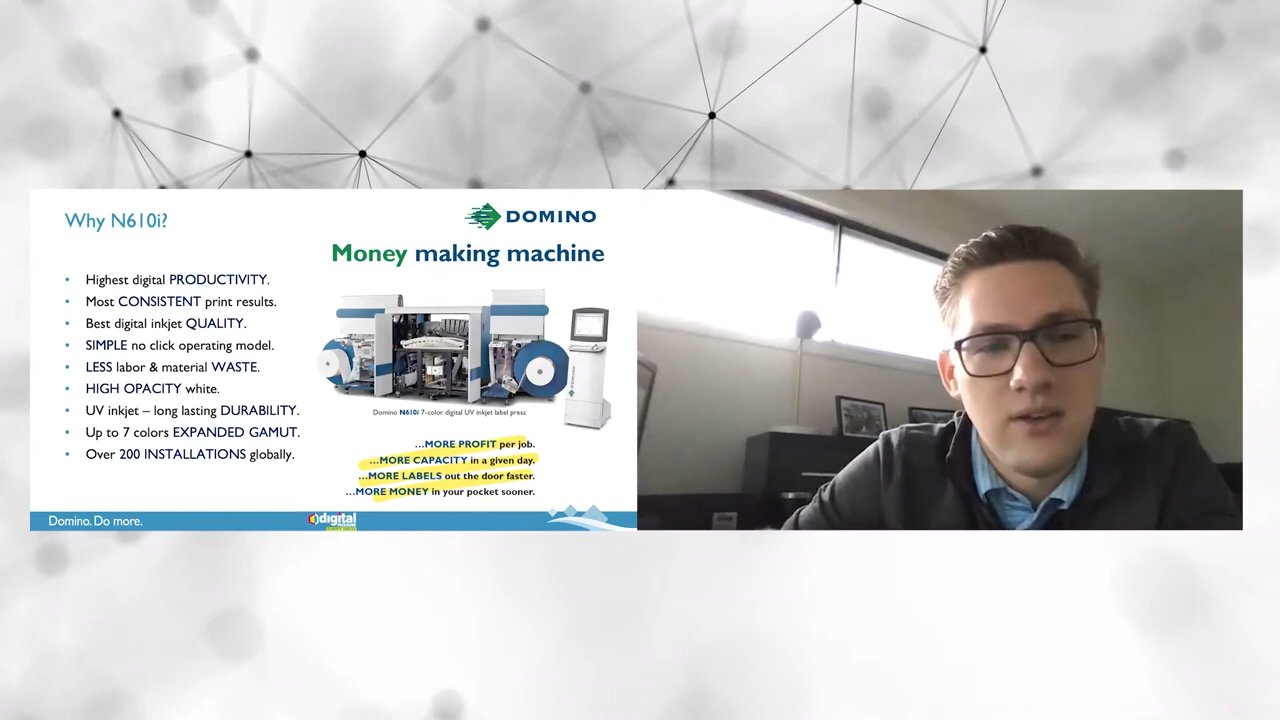 Why N610i?
DOMINO
Money making machine
• Highest digital PRODUCTIVITY.
• Most CONSISTENT print results.
• Best digital inkjet QUALITY.
• SIMPLE no click operating model.
• LESS labor & material WASTE.
• HIGH OPACITY white.
• UV inkjet – long lasting DURABILITY.
• Up to 7 colors EXPANDED GAMUT.
• Over 200 INSTALLATIONS globally.
Domino N610i 7-color digital UV inkjet label press
...MORE PROFIT per job.
...MORE CAPACITY in a given day.
...MORE LABELS out the door faster.
...MORE MONEY in your pocket sooner.
Domino. Do more.
digital